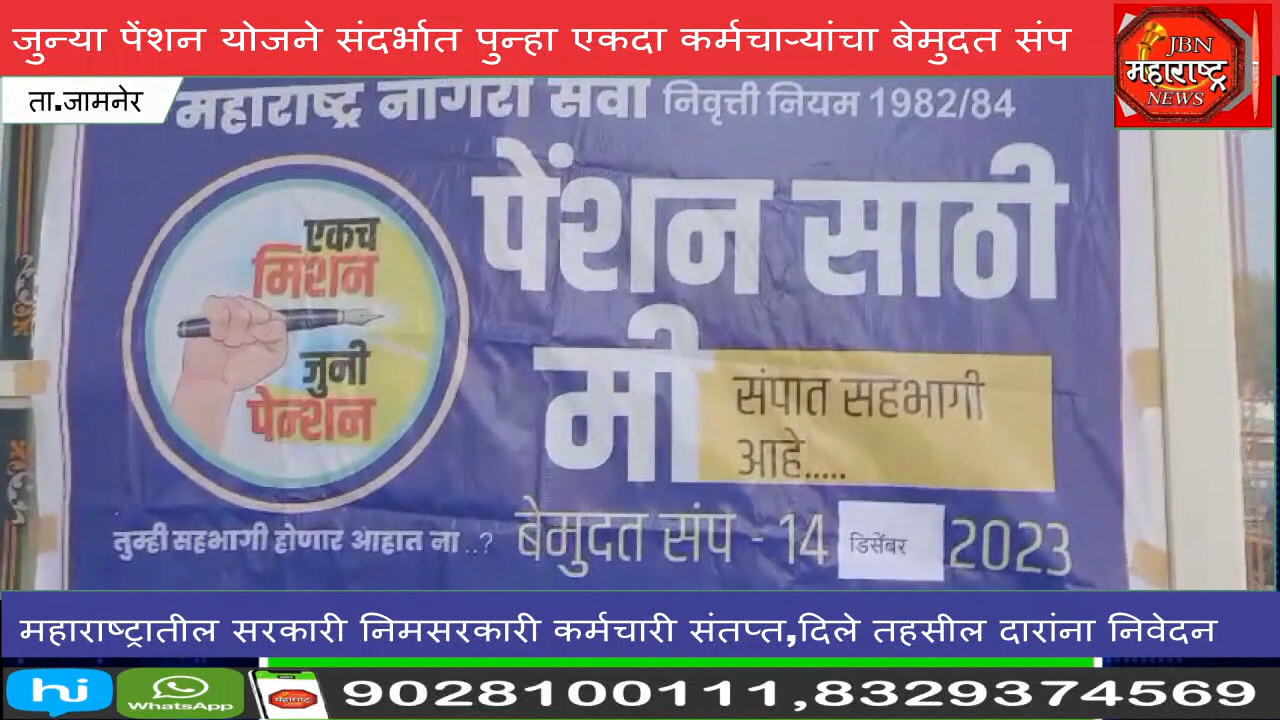 जुन्या पेंशन योजने संदर्भात पुन्हा एकदा कर्मचाऱ्यांचा बेमुदत संप
JBN
महाराष्ट्र
NEWS
ता.जामनेर
महाराष्ट्र नागरी सेवा निवृत्ती नियम 1982/84
पेंशन साठी
मी
संपात सहभागी
आहे.....
एकच
मिशन
जुनी
पेन्शन
तुम्ही सहभागी होणार आहात ना ..?
बेमुदत संप - 14 डिसेंबर 2023
महाराष्ट्रातील सरकारी निमसरकारी कर्मचारी संतप्त,दिले तहसील दारांना निवेदन
hj
WhatsApp
महाराष्ट्र
9028100111,8329374569